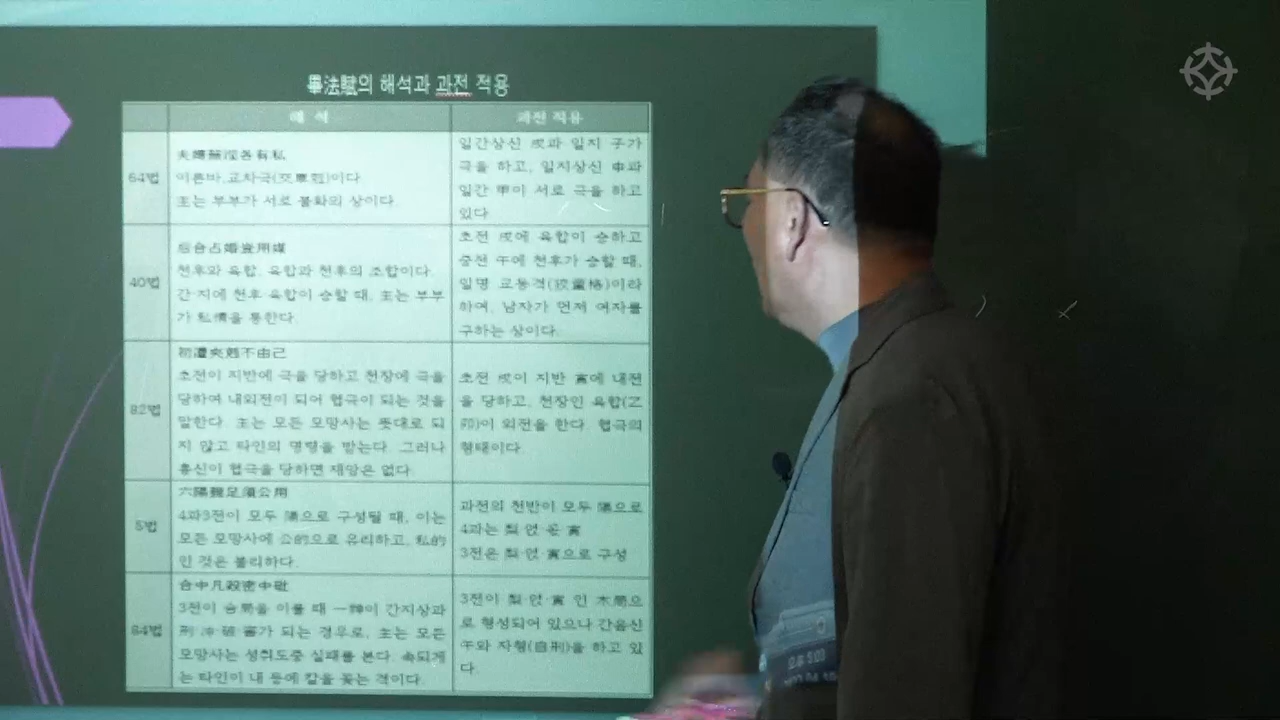 畢法賦의 해석과 과전 적용
해 석
과전 적용
64법
夫婦蕪淫各有私
이른바, 교차극(交車剋)이다.
主는 부부가 서로 불화의 상이다.
일간상신 戌과 일지 子가
극을 하고, 일지상신 申과
일간 甲이 서로 극을 하고
있다.
40법
后合占婚豈用媒
천후와 육합, 육합과 천후의 조합이다.
간·지에 천후·육합이 승할 때, 主는 부부
가 私情을 통한다.
초전 戌에 육합이 승하고
중전 午에 천후가 승할 때,
일명 교동격(狡童格)이라
하여, 남자가 먼저 여자를
구하는 상이다.
82법
初遭夾剋不由己
초전이 지반에 극을 당하고 천장에 극을
당하여 내외전이 되어 협극이 되는 것을
말한다. 主는 모든 모망사는 뜻대로 되
지 않고 타인의 명령을 받는다. 그러나
흉신이 협극을 당하면 재앙은 없다.
초전 戌이 지반 寅에 내전
을 당하고, 천장인 육합(乙
卯)이 외전을 한다. 협극의
형태이다.
5법
六陽數足須公用
4과3전이 모두 陽으로 구성될 때, 이는
모든 모망사에 公的으로 유리하고, 私的
인 것은 불리하다.
과전의 천반이 모두 陽으로
4과는
3전은 으로 구성
84법
合中凡殺蜜中砒
3전이 合局을 이룰 때 一神이 간지상과
刑·冲·破·害가 되는 경우로, 主는 모든
모망사는 성취도중 실패를 본다. 속되게
는 타인이 내 등에 칼을 꽂는 격이다.
3전이 인 으
로 형성되어 있으나 간음신
午와 자형(自刑)을 하고 있
다.
오후 5:03